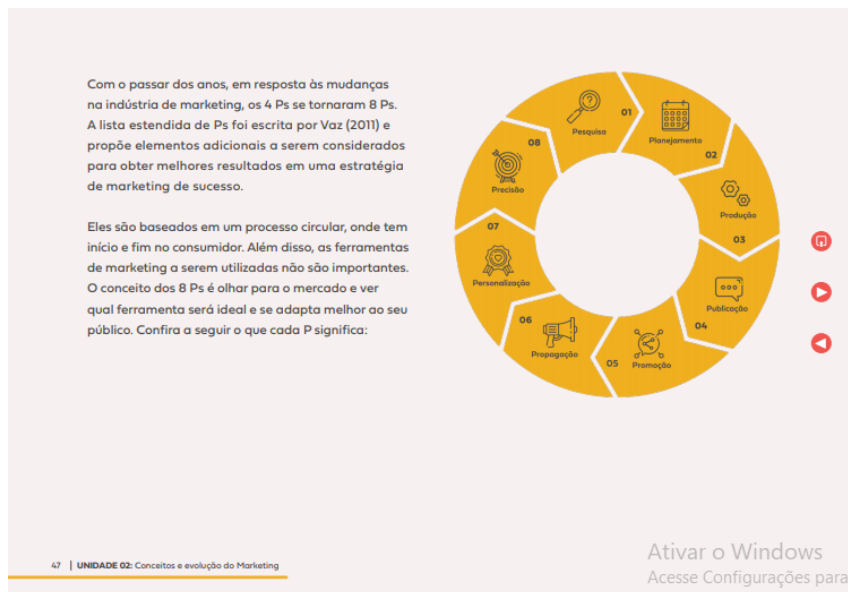 Com o passar dos anos, em resposta às mudanças
na indústria de marketing, os 4 Ps se tornaram 8 Ps.
A lista estendida de Ps foi escrita por Vaz (2011) e
propõe elementos adicionais a serem considerados
para obter melhores resultados em uma estratégia
de marketing de sucesso.
Eles são baseados em um processo circular, onde tem
início e fim no consumidor. Além disso, as ferramentas
de marketing a serem utilizadas não são importantes.
O conceito dos 8 Ps é olhar para o mercado e ver
qual ferramenta será ideal e se adapta melhor ao seu
público. Confira a seguir o que cada P significa:
01
Pesquisa
Planejamento
02
Produção
03
Publicação
04
05
Promoção
06
Propagação
07
Personalização
08
Precisão
47 | UNIDADE 02: Conceitos e evolução do Marketing
Ativar o Windows
Acesse Configurações para